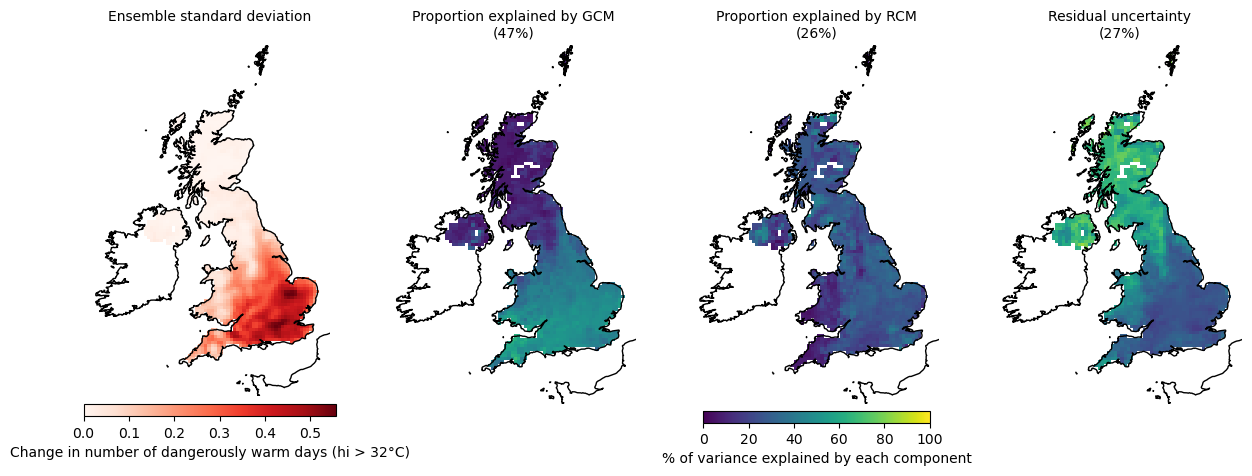 Ensemble standard deviation
Proportion explained by GCM
(47%)
Proportion explained by RCM
(26%)
Residual uncertainty
(27%)
0.0 0.1 0.2 0.3 0.4 0.5
Change in number of dangerously warm days (hi > 32°C)
0 20 40 60 80 100
% of variance explained by each component